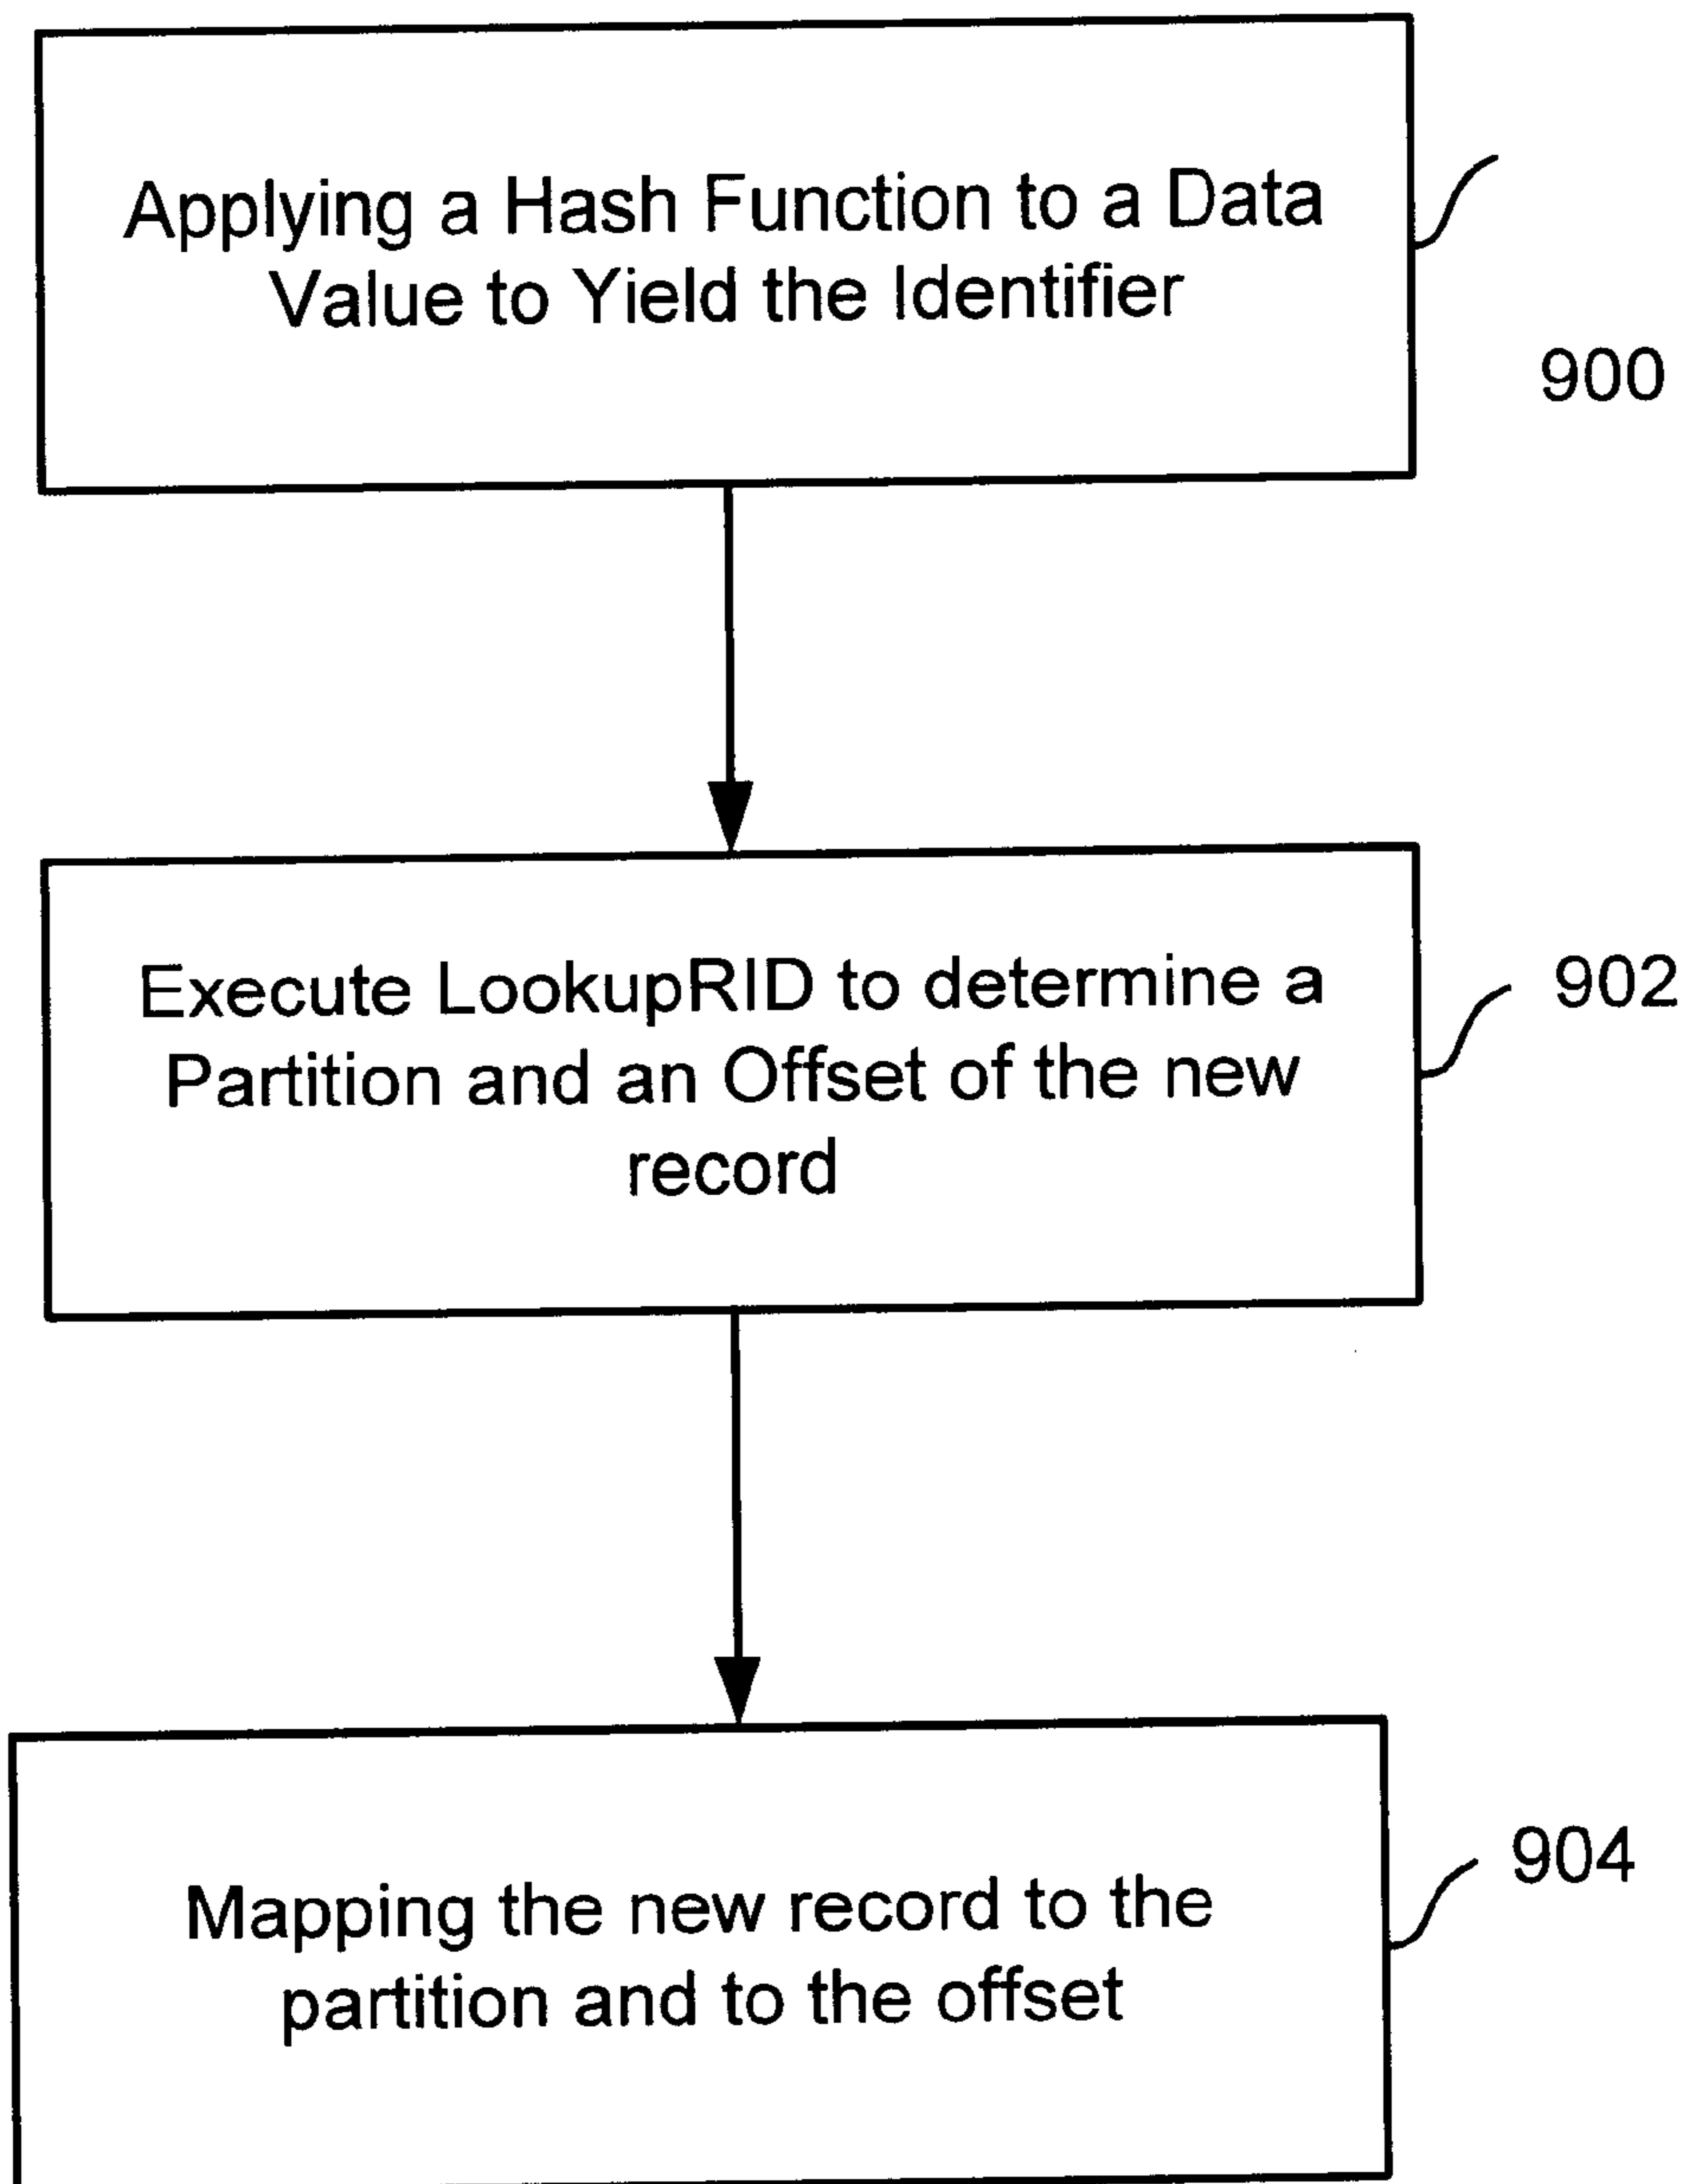 Applying a Hash Function to a Data
Value to Yield the Identifier
900
Execute LookupRID to determine a
Partition and an Offset of the new
record
902
Mapping the new record to the
partition and to the offset
904